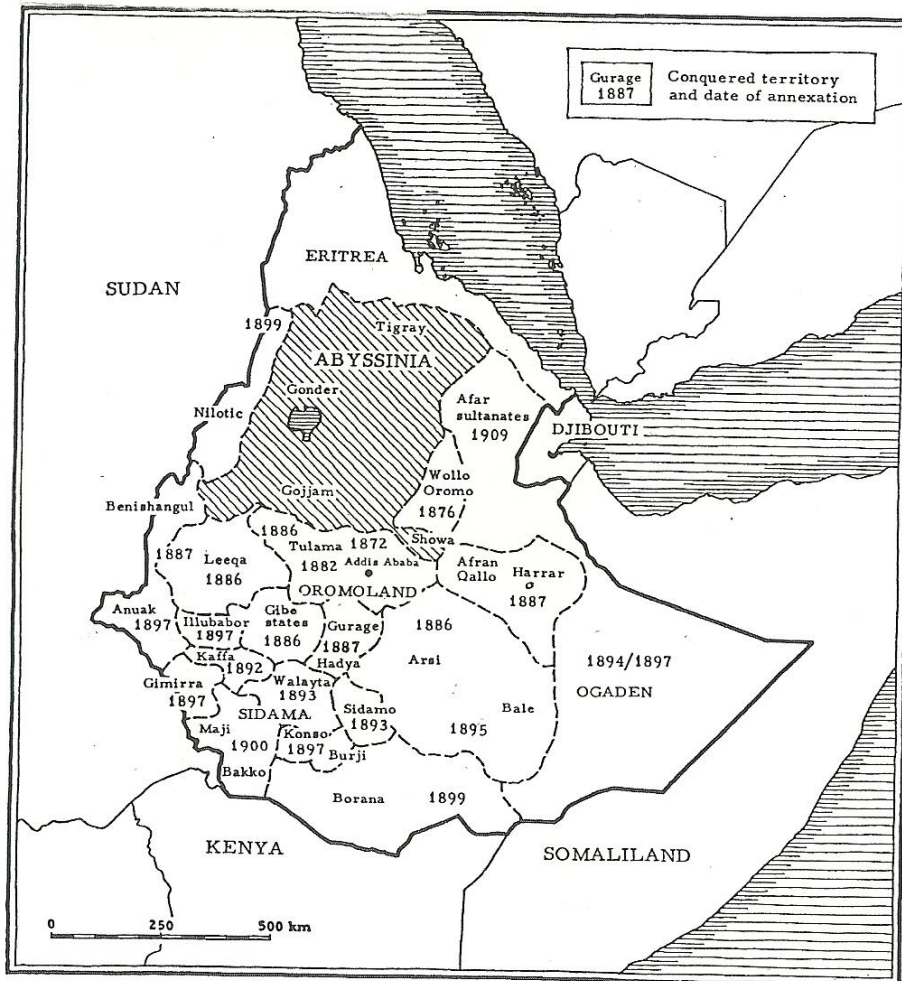 Gurage
1887
Conquered territory
and date of annexation
ERITREA
SUDAN
1899
Tigray
ABYSSINIA
Gonder
Nilotic
Afar
sultanates
1909
DJIBOUTI
Wollo
Oromo
1876
Gojjam
Benishangul
1886
1872
Showa
Tulama
1882
Addis Ababa
1887
Leeqa
1886
Afran
Qallo
Harrar
1887
OROMOLAND
Anuak
1897
Illubabor
1897
Gibe
states
1886
Gurage
1887
1886
Arsi
Kaffa
1892
Hadya
Gimirra
1897
Walayta
1893
1894/1897
OGADEN
SIDAMA
Sidamo
1893
Bale
1895
Maji
1900
Konso
1897
Burji
Bakko
Borana
1899
KENYA
SOMALILAND
0 250 500 km